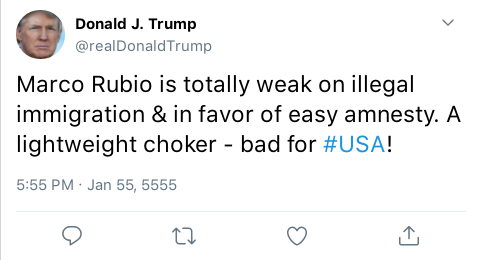 Donald J. Trump
@realDonaldTrump
Marco Rubio is totally weak on illegal
immigration & in favor of easy amnesty. A
lightweight choker - bad for #USA!
5:55 PM · Jan 55, 5555